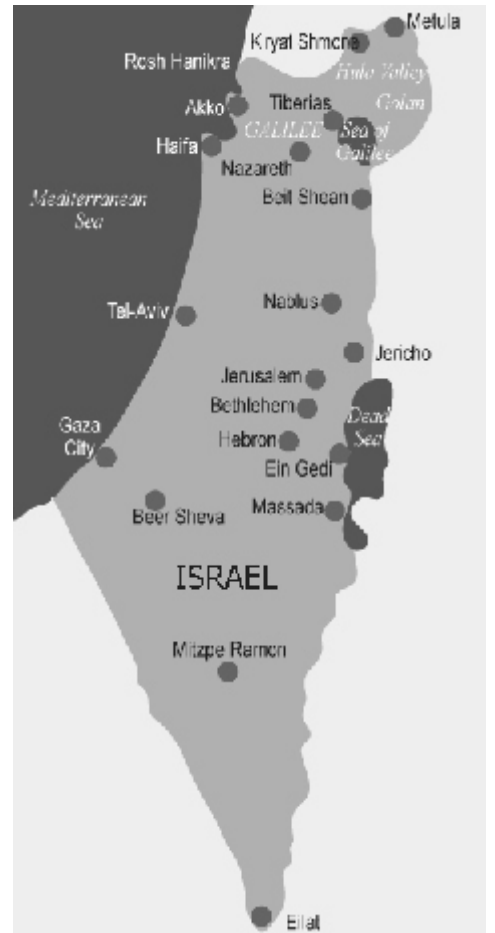 Metula
Kiryat Shmona
Rosh Hanikra
Hula Valley
Tiberias
Golan
Akko
GALILEE
Sea of
Galilee
Haifa
Nazareth
Mediterranean
Sea
Beit Shean
Nablus
Tel-Aviv
Jericho
Jerusalem
Bethlehem
Dead
Sea
Gaza
City
Hebron
Ein Gedi
Massada
Beer Sheva
ISRAEL
Mitzpe Ramon
Eilat